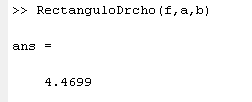 >> RectanguloDrcho(f,a,b)
ans =
4.4699